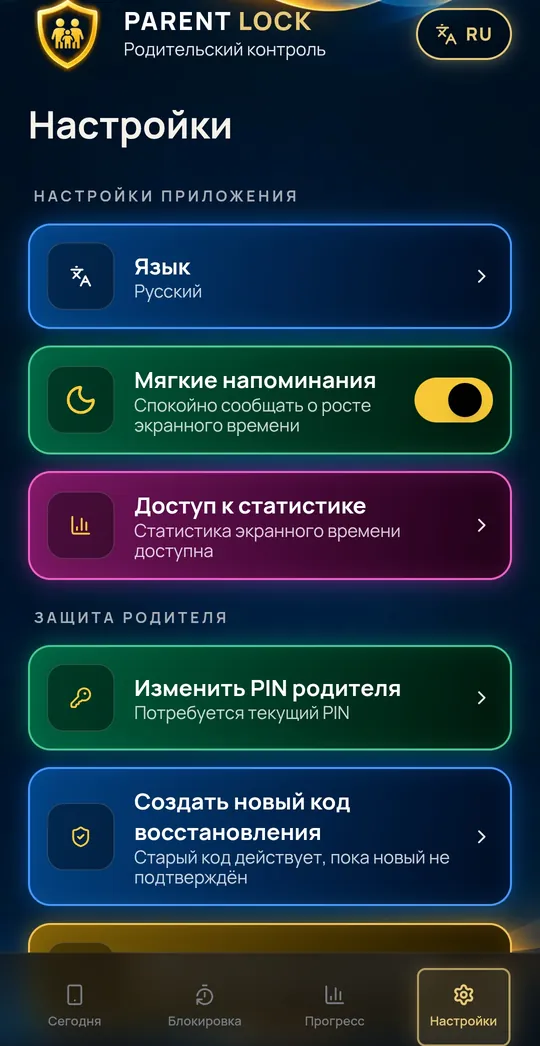 PARENT LOCK
Родительский контроль
RU
Настройки
НАСТРОЙКИ ПРИЛОЖЕНИЯ
Язык
Русский
Мягкие напоминания
Спокойно сообщать о росте
экранного времени
Доступ к статистике
Статистика экранного времени
доступна
ЗАЩИТА РОДИТЕЛЯ
Изменить PIN родителя
Потребуется текущий PIN
Создать новый код
восстановления
Старый код действует, пока новый не
подтверждён
Сегодня
Блокировка
Прогресс
Настройки